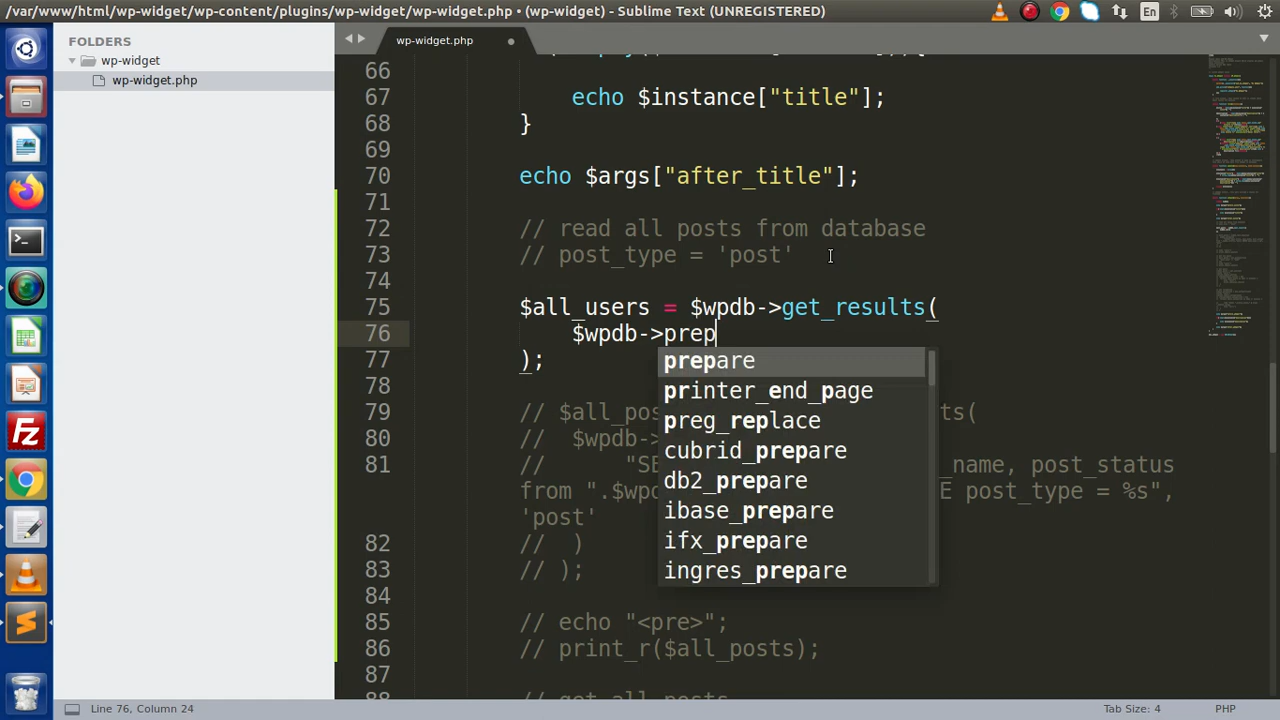 /var/www/html/wp-widget/wp-content/plugins/wp-widget/wp-widget.php • (wp-widget) - Sublime Text (UNREGISTERED)
En
FOLDERS
wp-widget
wp-widget.php
wp-widget.php
66
67 echo $instance["title"];
68 }
69
70 echo $args["after_title"];
71
72 // read all posts from database
73 // post_type = 'post'
74
75 $all_users = $wpdb->get_results(
76 $wpdb->prep
77 );
prepare
printer_end_page
preg_replace
cubrid_prepare
db2_prepare
ibase_prepare
ifx_prepare
ingres_prepare
78
79 // $all_pos ts(
80 // $wpdb->
81 // "SE _name, post_status
from ".$wpd E post_type = %s",
'post'
82 // )
83 // );
84
85 // echo "<pre>";
86 // print_r($all_posts);
87
88 // get all posts
Line 76, Column 24
Tab Size: 4
PHP